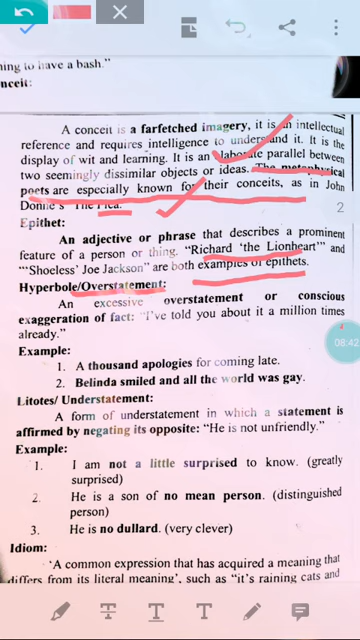 ning to have a bash."
nceit:
A conceit is a farfetched imagery, it is an intellectual
reference and requires intelligence to understand it. It is the
display of wit and learning. It is an elaborate parallel between
two seemingly dissimilar objects or ideas. The metaphysical
poets are especially known for their conceits, as in John
Donne's "The Flea."
2
Epithet:
An adjective or phrase that describes a prominent
feature of a person or thing. "Richard 'the Lionheart'" and
"'Shoeless' Joe Jackson" are both examples of epithets.
Hyperbole/Overstatement:
An excessive overstatement or conscious
exaggeration of fact: "I've told you about it a million times
already."
08:42
Example:
1. A thousand apologies for coming late.
2. Belinda smiled and all the world was gay.
Litotes/ Understatement:
A form of understatement in which a statement is
affirmed by negating its opposite: "He is not unfriendly."
Example:
1. I am not a little surprised to know. (greatly
surprised)
2. He is a son of no mean person. (distinguished
person)
3. He is no dullard. (very clever)
Idiom:
'A common expression that has acquired a meaning that
differs from its literal meaning', such as "it's raining cats and